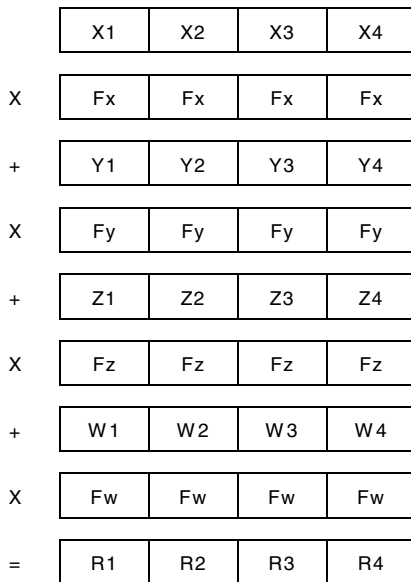 X1 X2 X3 X4
X Fx Fx Fx Fx
+ Y1 Y2 Y3 Y4
X Fy Fy Fy Fy
+ Z1 Z2 Z3 Z4
X Fz Fz Fz Fz
+ W1 W2 W3 W4
X Fw Fw Fw Fw
= R1 R2 R3 R4